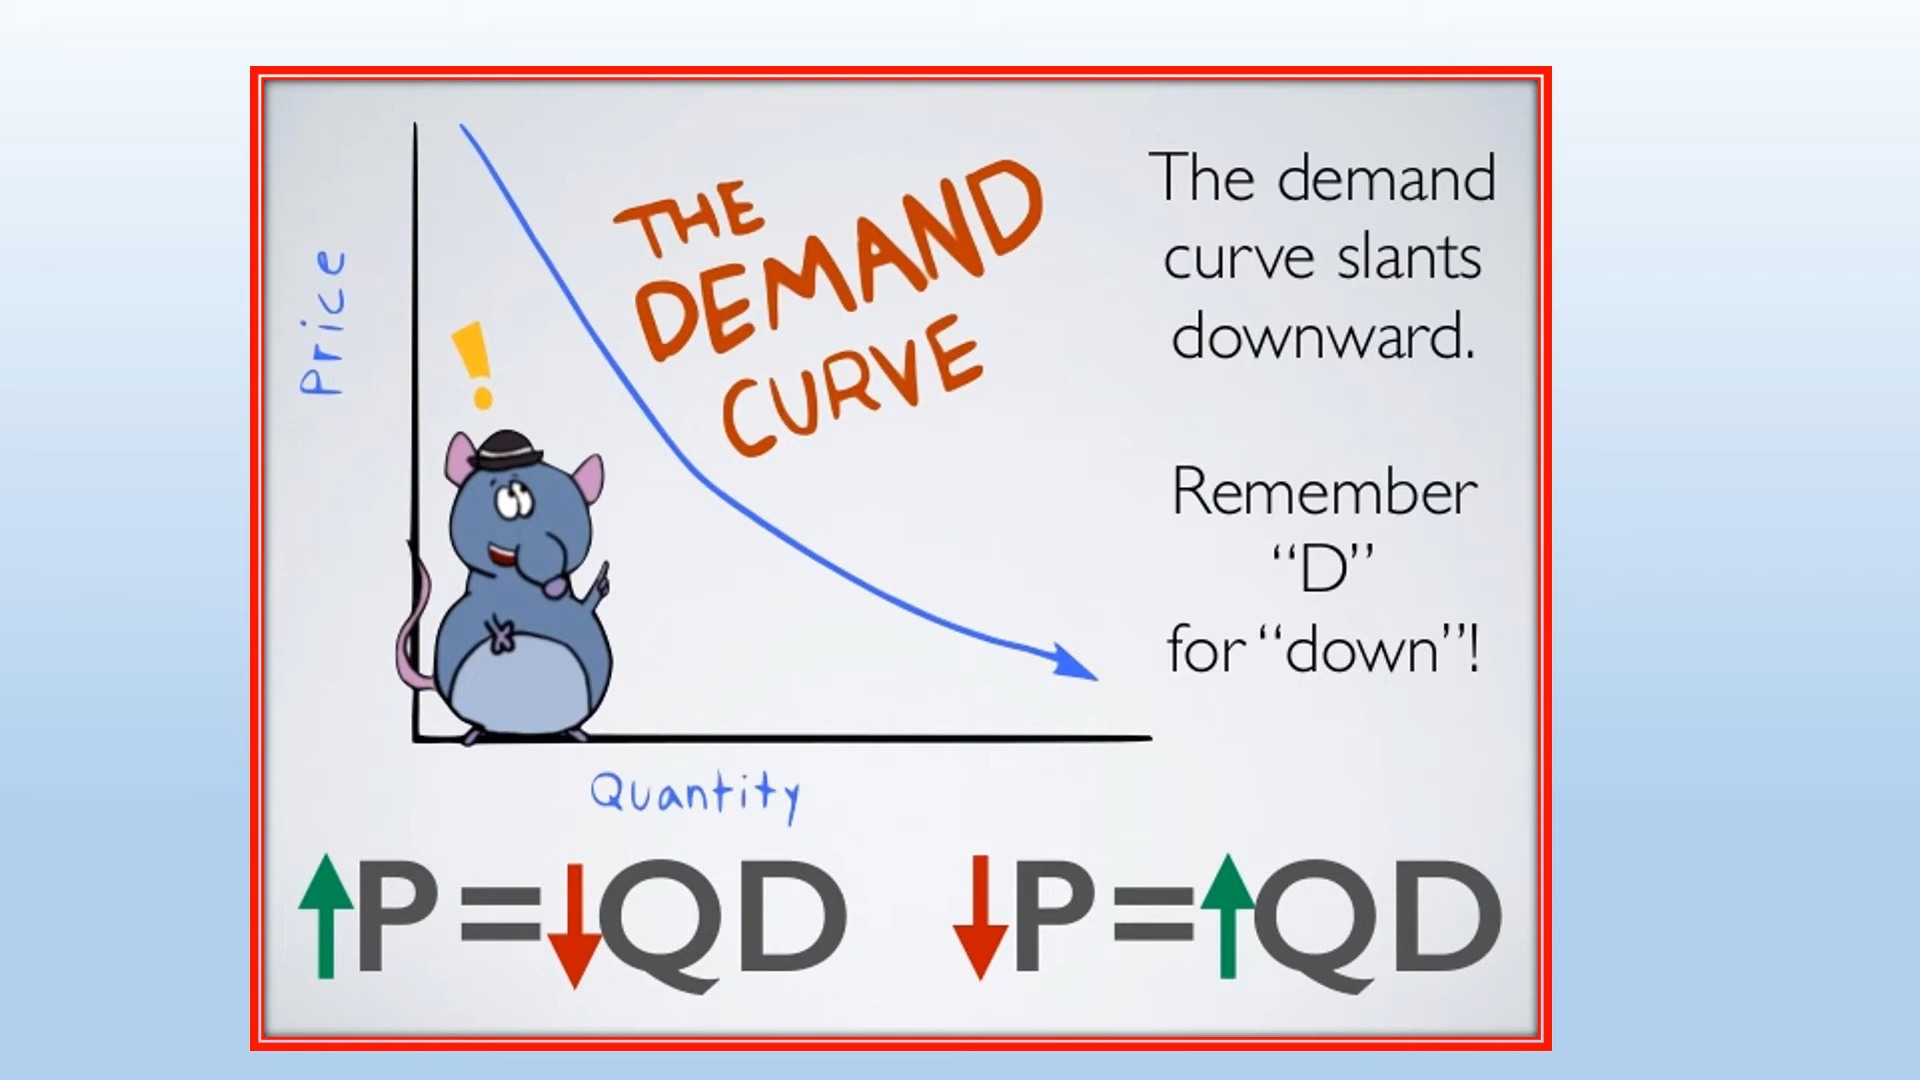 THE
DEMAND
CURVE
Price
!
Quantity
The demand
curve slants
downward.
Remember
“D”
for “down”!
↑P=↓QD
↓P=↑QD